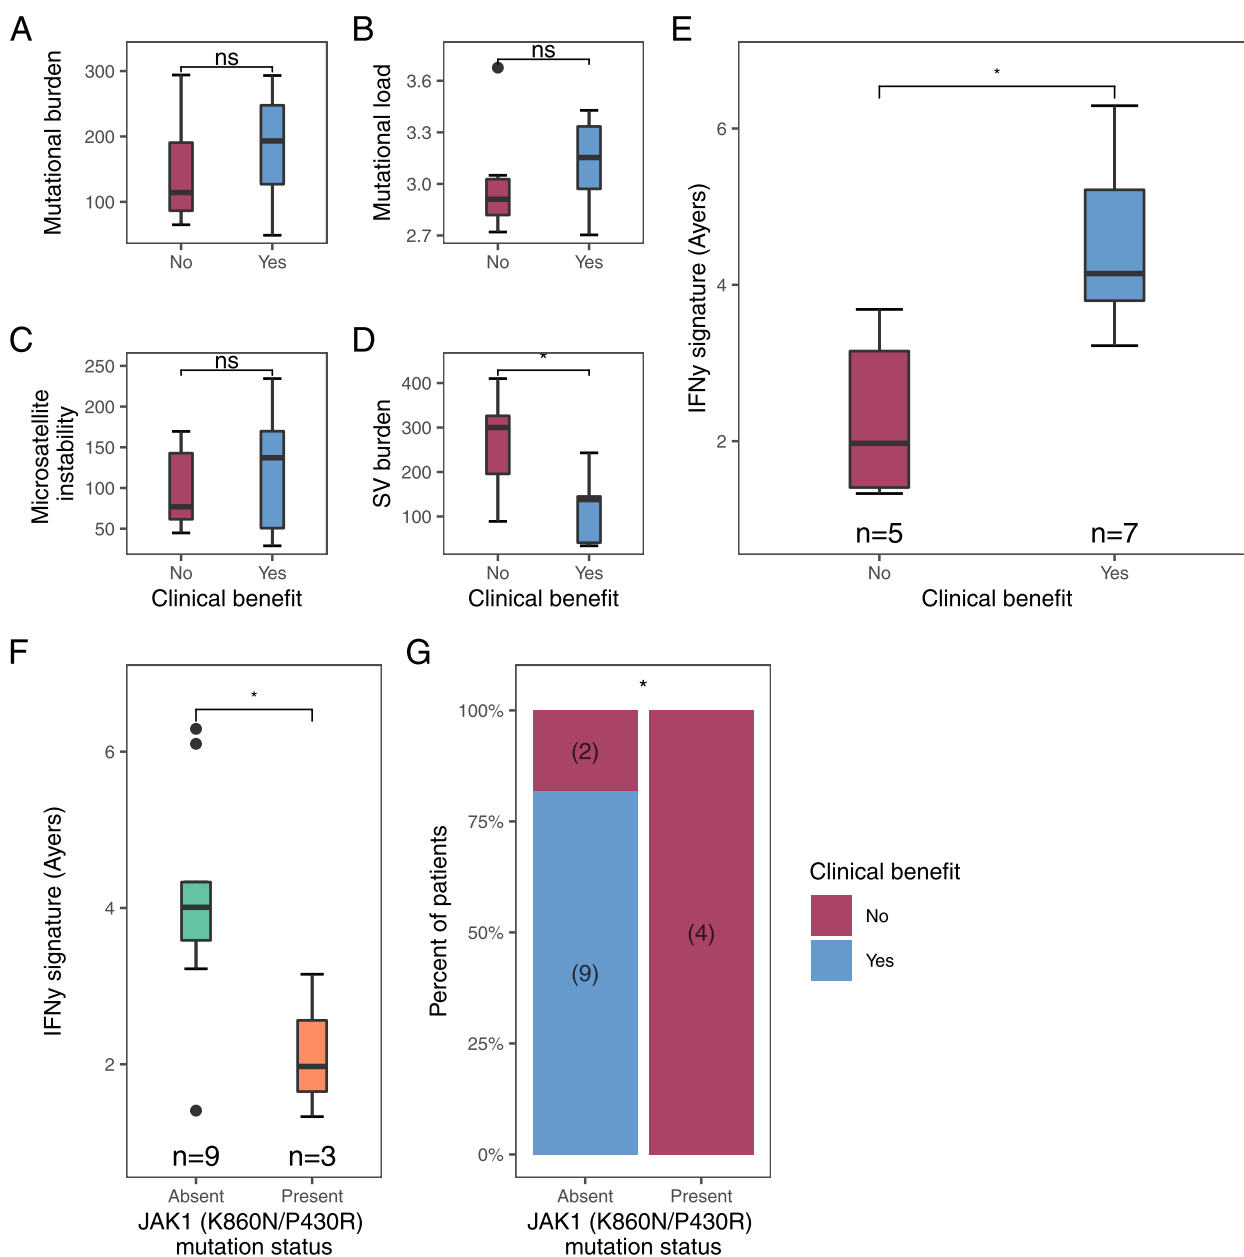 A
Mutational burden
300
200
100
ns
No
Yes
B
Mutational load
3.6
3.3
3.0
2.7
ns
No
Yes
C
Microsatellite
instability
250
200
150
100
50
ns
No
Yes
Clinical benefit
D
SV burden
400
300
200
100
*
No
Yes
Clinical benefit
E
IFNy signature (Ayers)
6
4
2
*
n=5
n=7
No
Yes
Clinical benefit
F
IFNy signature (Ayers)
6
4
2
*
n=9
n=3
Absent
Present
JAK1 (K860N/P430R)
mutation status
G
Percent of patients
100%
75%
50%
25%
0%
*
(2)
(9)
(4)
Absent
Present
JAK1 (K860N/P430R)
mutation status
Clinical benefit
No
Yes